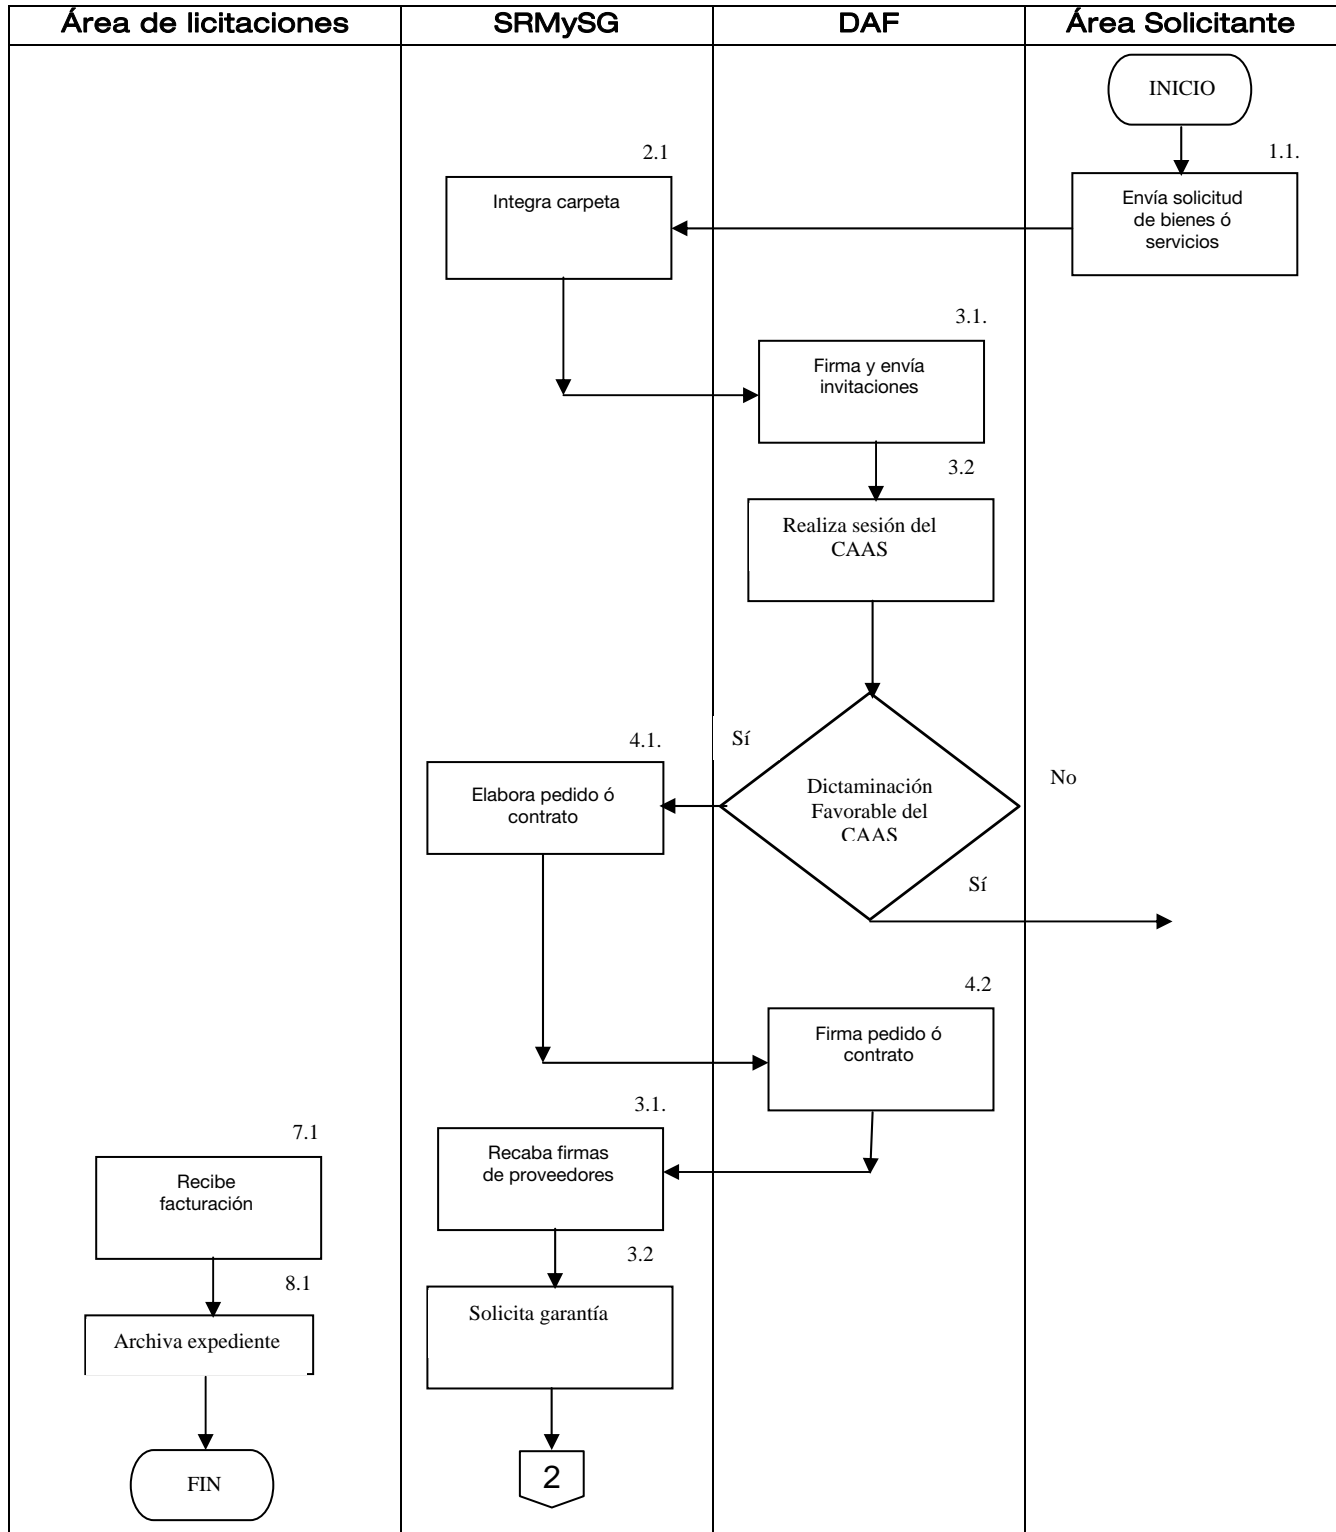 Área de licitaciones
SRMySG
DAF
Área Solicitante
INICIO
1.1.
Envía solicitud
de bienes ó
servicios
2.1
Integra carpeta
3.1.
Firma y envía
invitaciones
3.2
Realiza sesión del
CAAS
Sí
No
Dictaminación
Favorable del
CAAS
Sí
4.1.
Elabora pedido ó
contrato
4.2
Firma pedido ó
contrato
3.1.
Recaba firmas
de proveedores
3.2
Solicita garantía
2
7.1
Recibe
facturación
8.1
Archiva expediente
FIN